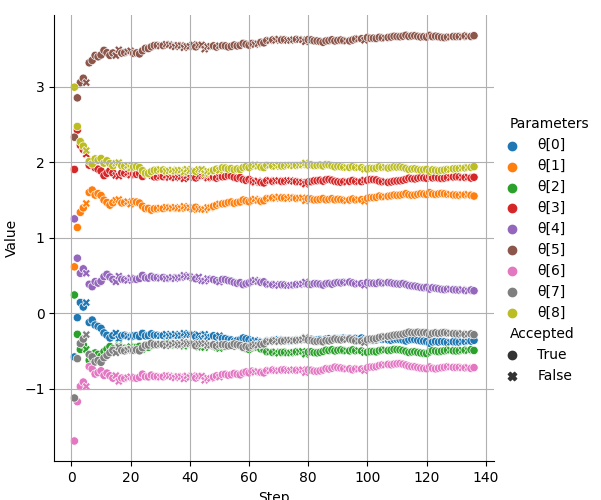 Value
3
2
1
0
−1
0
20
40
60
80
100
120
140
Step
Parameters
θ[0]
θ[1]
θ[2]
θ[3]
θ[4]
θ[5]
θ[6]
θ[7]
θ[8]
Accepted
True
False